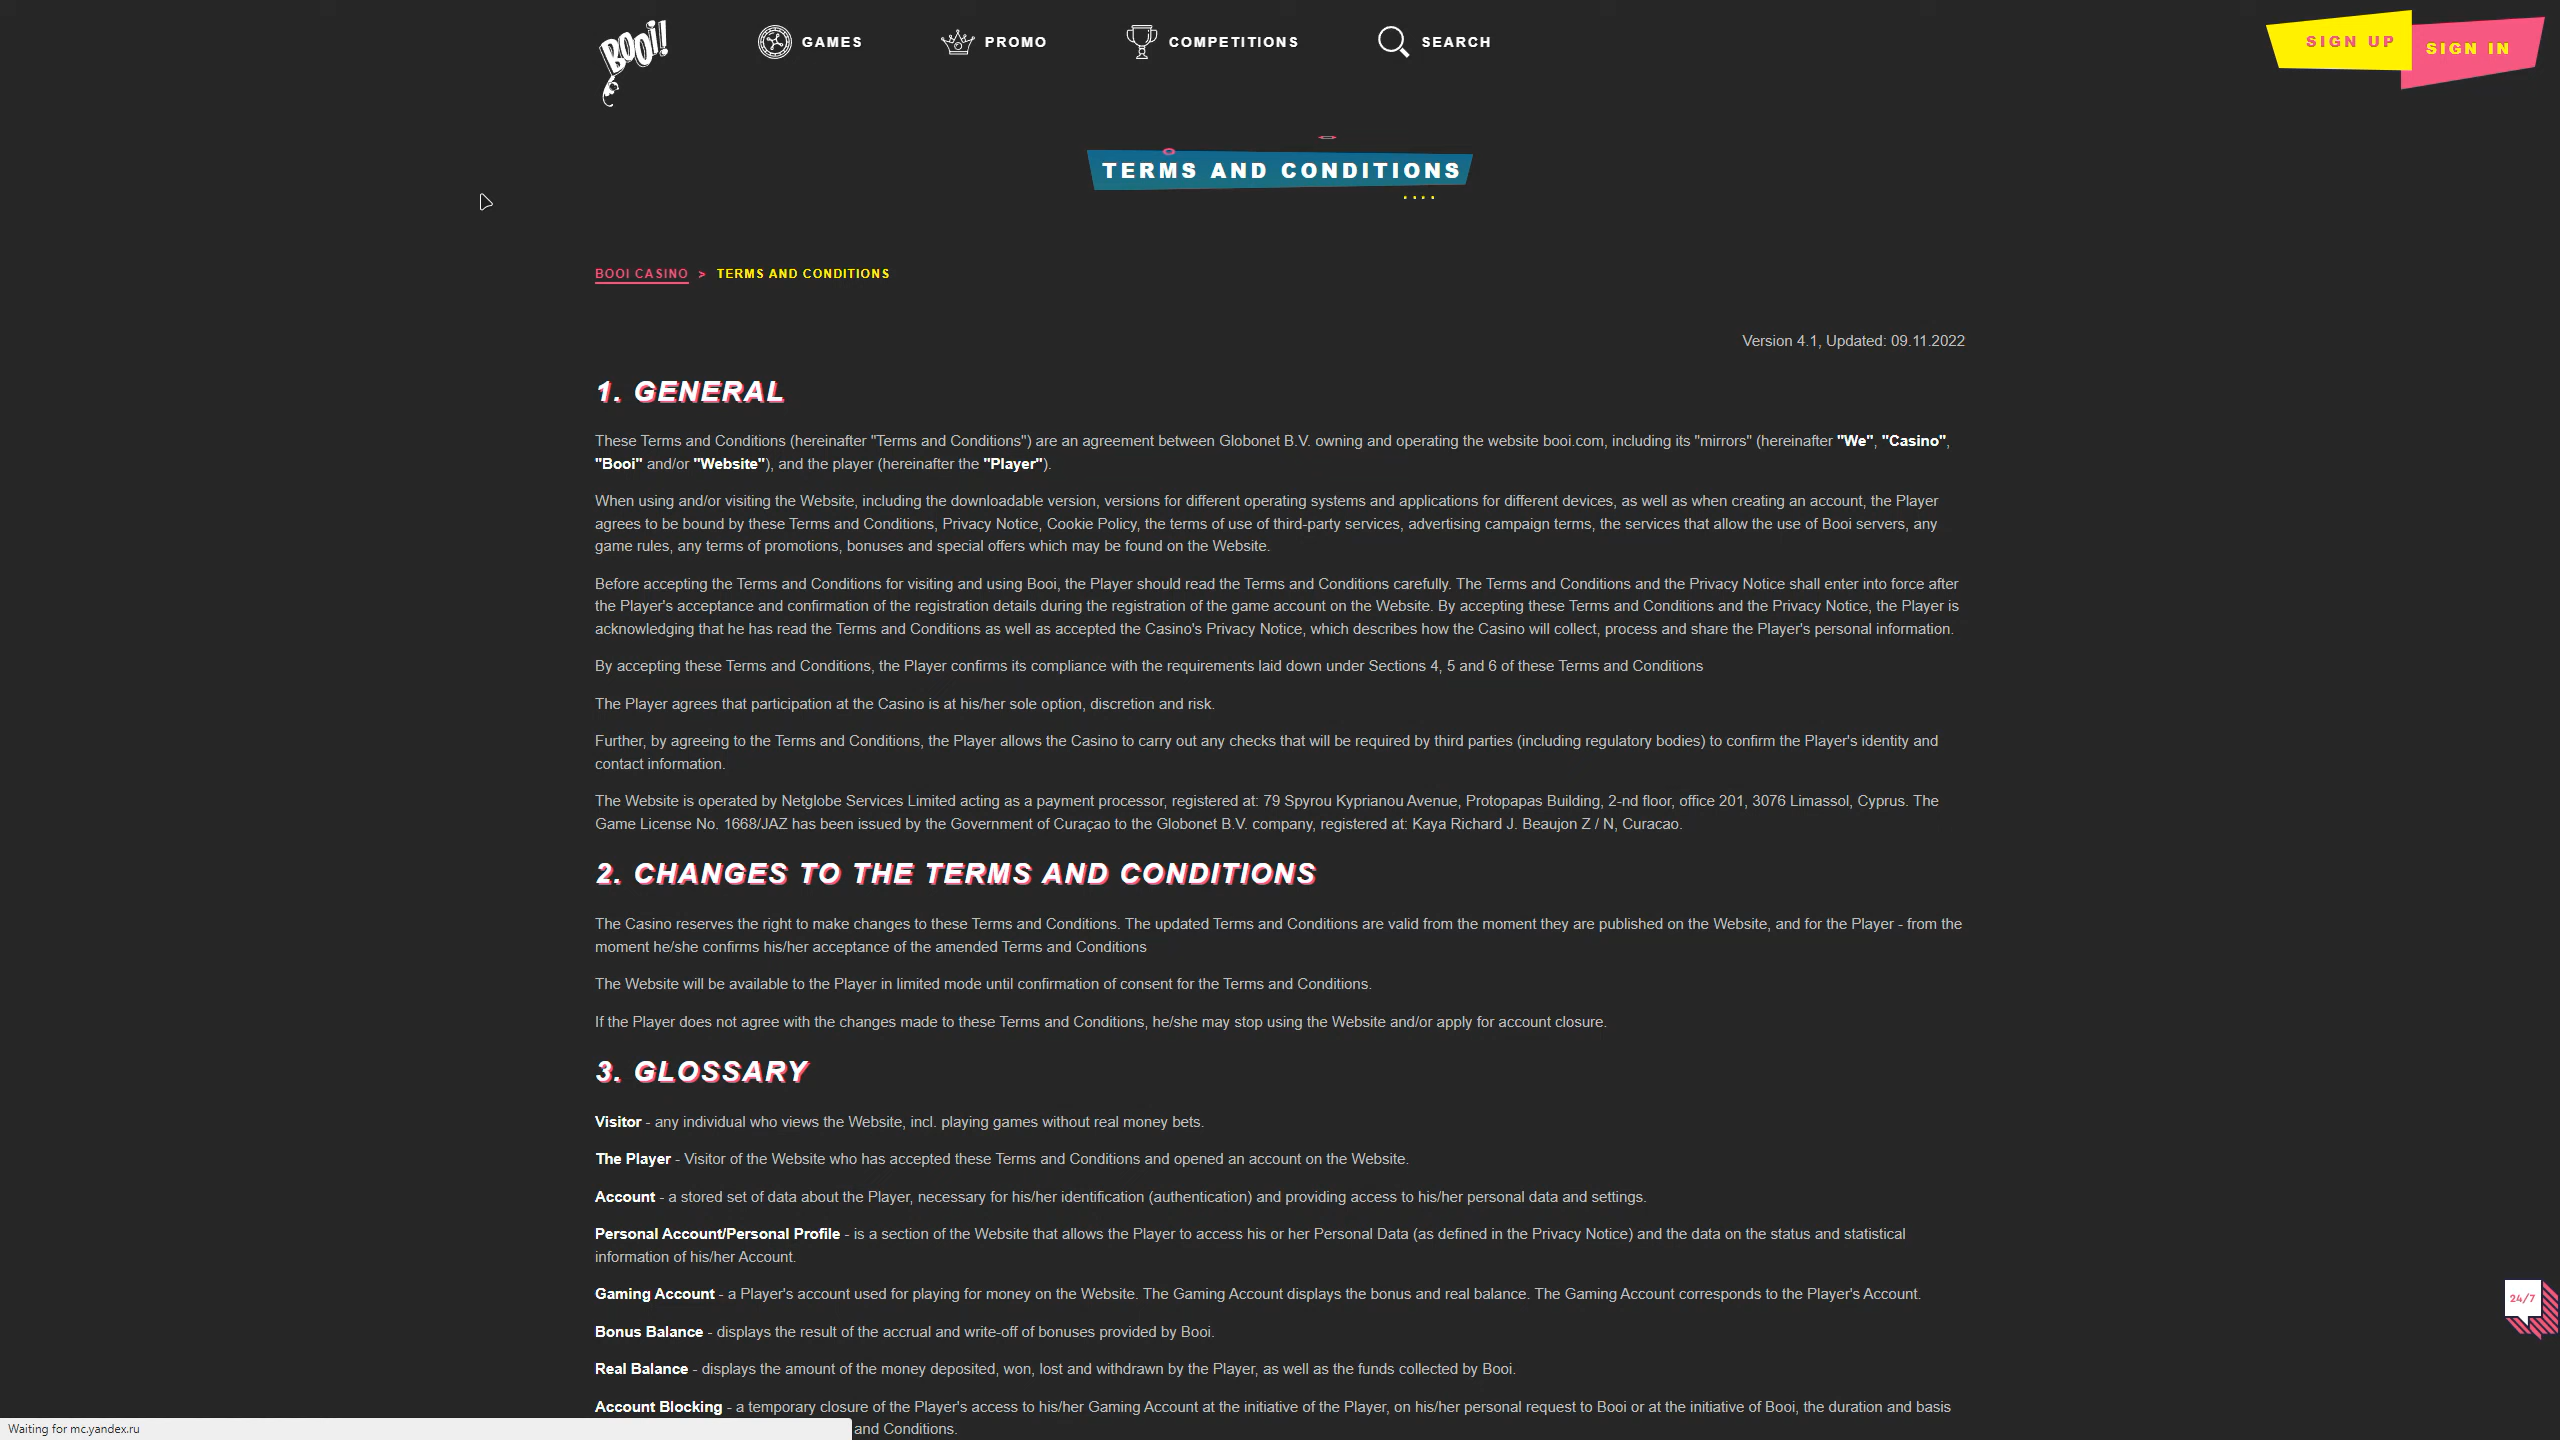 BOOi!
GAMES
PROMO
COMPETITIONS
SEARCH
SIGN UP
SIGN IN
TERMS AND CONDITIONS
BOOI CASINO > TERMS AND CONDITIONS
Version 4.1, Updated: 09.11.2022
1. GENERAL
These Terms and Conditions (hereinafter "Terms and Conditions") are an agreement between Globonet B.V. owning and operating the website booi.com, including its "mirrors" (hereinafter "We", "Casino",
"Booi" and/or "Website"), and the player (hereinafter the "Player").
When using and/or visiting the Website, including the downloadable version, versions for different operating systems and applications for different devices, as well as when creating an account, the Player
agrees to be bound by these Terms and Conditions, Privacy Notice, Cookie Policy, the terms of use of third-party services, advertising campaign terms, the services that allow the use of Booi servers, any
game rules, any terms of promotions, bonuses and special offers which may be found on the Website.
Before accepting the Terms and Conditions for visiting and using Booi, the Player should read the Terms and Conditions carefully. The Terms and Conditions and the Privacy Notice shall enter into force after
the Player's acceptance and confirmation of the registration details during the registration of the game account on the Website. By accepting these Terms and Conditions and the Privacy Notice, the Player is
acknowledging that he has read the Terms and Conditions as well as accepted the Casino's Privacy Notice, which describes how the Casino will collect, process and share the Player's personal information.
By accepting these Terms and Conditions, the Player confirms its compliance with the requirements laid down under Sections 4, 5 and 6 of these Terms and Conditions
The Player agrees that participation at the Casino is at his/her sole option, discretion and risk.
Further, by agreeing to the Terms and Conditions, the Player allows the Casino to carry out any checks that will be required by third parties (including regulatory bodies) to confirm the Player's identity and
contact information.
The Website is operated by Netglobe Services Limited acting as a payment processor, registered at: 79 Spyrou Kyprianou Avenue, Protopapas Building, 2-nd floor, office 201, 3076 Limassol, Cyprus. The
Game License No. 1668/JAZ has been issued by the Government of Curaçao to the Globonet B.V. company, registered at: Kaya Richard J. Beaujon Z / N, Curacao.
2. CHANGES TO THE TERMS AND CONDITIONS
The Casino reserves the right to make changes to these Terms and Conditions. The updated Terms and Conditions are valid from the moment they are published on the Website, and for the Player - from the
moment he/she confirms his/her acceptance of the amended Terms and Conditions
The Website will be available to the Player in limited mode until confirmation of consent for the Terms and Conditions.
If the Player does not agree with the changes made to these Terms and Conditions, he/she may stop using the Website and/or apply for account closure.
3. GLOSSARY
Visitor - any individual who views the Website, incl. playing games without real money bets.
The Player - Visitor of the Website who has accepted these Terms and Conditions and opened an account on the Website.
Account - a stored set of data about the Player, necessary for his/her identification (authentication) and providing access to his/her personal data and settings.
Personal Account/Personal Profile - is a section of the Website that allows the Player to access his or her Personal Data (as defined in the Privacy Notice) and the data on the status and statistical
information of his/her Account.
Gaming Account - a Player's account used for playing for money on the Website. The Gaming Account displays the bonus and real balance. The Gaming Account corresponds to the Player's Account.
24/7
Bonus Balance - displays the result of the accrual and write-off of bonuses provided by Booi.
Real Balance - displays the amount of the money deposited, won, lost and withdrawn by the Player, as well as the funds collected by Booi.
Account Blocking - a temporary closure of the Player's access to his/her Gaming Account at the initiative of the Player, on his/her personal request to Booi or at the initiative of Booi, the duration and basis
and Conditions.
Waiting for mc.yandex.ru